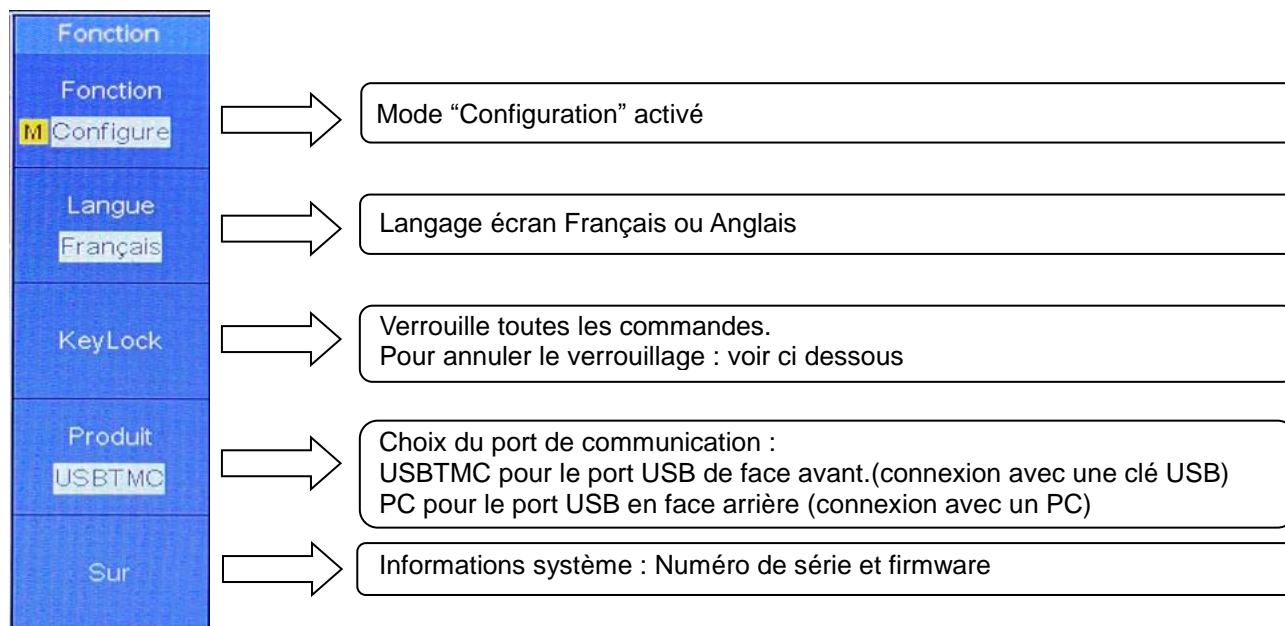 Fonction
Fonction
M Configure
Mode “Configuration” activé
Langue
Français
Langage écran Français ou Anglais
KeyLock
Verrouille toutes les commandes.
Pour annuler le verrouillage : voir ci dessous
Produit
USBTMC
Choix du port de communication :
USBTMC pour le port USB de face avant.(connexion avec une clé USB)
PC pour le port USB en face arrière (connexion avec un PC)
Sur
Informations système : Numéro de série et firmware